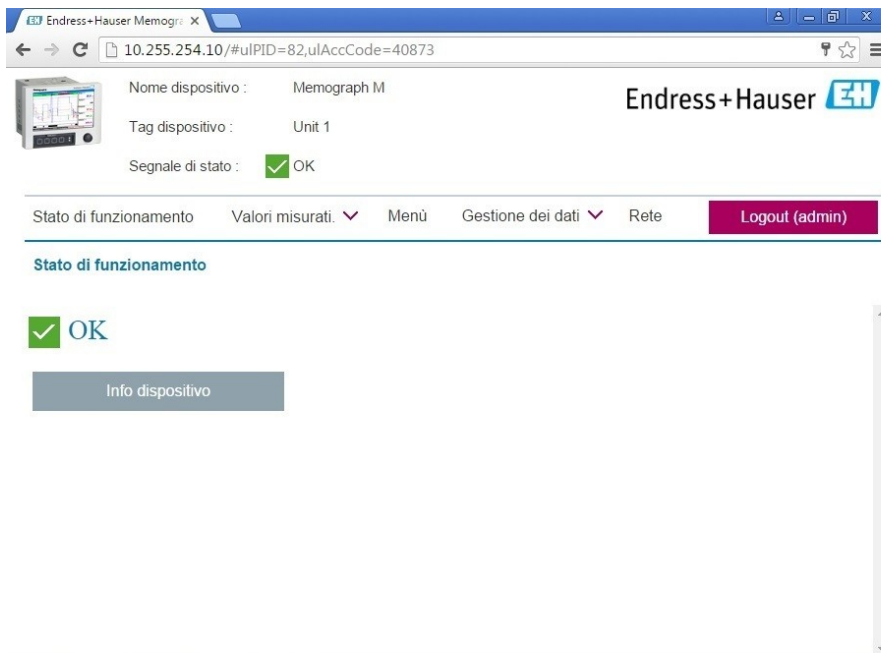 Endress+Hauser Memogra
10.255.254.10/#ulPID=82,ulAccCode=40873
Nome dispositivo : Memograph M
Endress+Hauser EH
Tag dispositivo : Unit 1
Segnale di stato : OK
Stato di funzionamento Valori misurati. Menù Gestione dei dati Rete Logout (admin)
Stato di funzionamento
OK
Info dispositivo